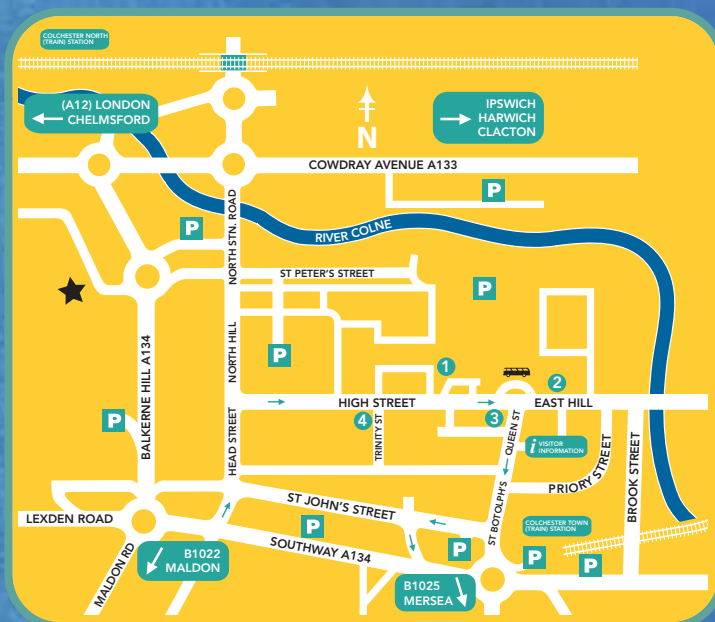 COLCHESTER NORTH
(TRAIN) STATION
(A12) LONDON
CHELMSFORD
N
IPSWICH
HARWICH
CLACTON
COWDRAY AVENUE A133
P
P
RIVER COLNE
NORTH STN. ROAD
ST PETER'S STREET
P
P
NORTH HILL
BALKERNE HILL A134
1
2
HIGH STREET
EAST HILL
3
4
P
HEAD STREET
TRINITY ST
QUEEN ST
i VISITOR
INFORMATION
PRIORY STREET
BROOK STREET
ST BOTOLPH'S
LEXDEN ROAD
ST JOHN'S STREET
COLCHESTER TOWN
(TRAIN) STATION
P
SOUTHWAY A134
P
P
P
MALDON RD
B1022
MALDON
B1025
MERSEA